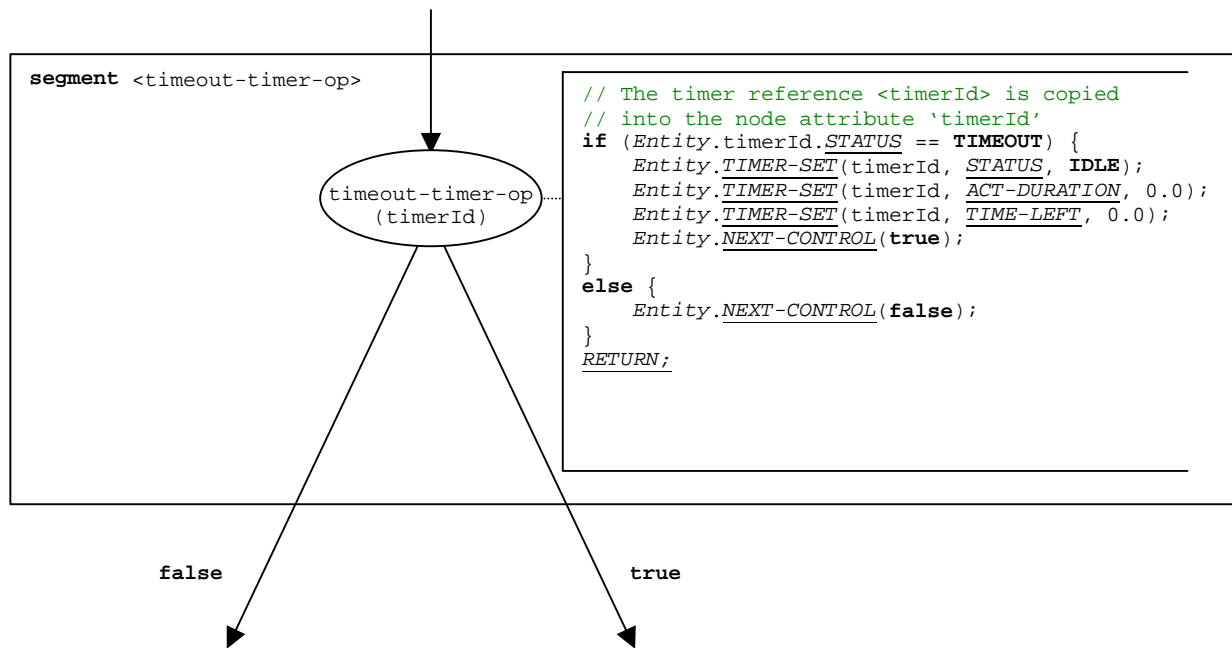 segment <timeout-timer-op>
timeout-timer-op
(timerId)
// The timer reference <timerId> is copied
// into the node attribute ‘timerId’
if (Entity.timerId.STATUS == TIMEOUT) {
Entity.TIMER-SET(timerId, STATUS, IDLE);
Entity.TIMER-SET(timerId, ACT-DURATION, 0.0);
Entity.TIMER-SET(timerId, TIME-LEFT, 0.0);
Entity.NEXT-CONTROL(true);
}
else {
Entity.NEXT-CONTROL(false);
}
RETURN;
false
true